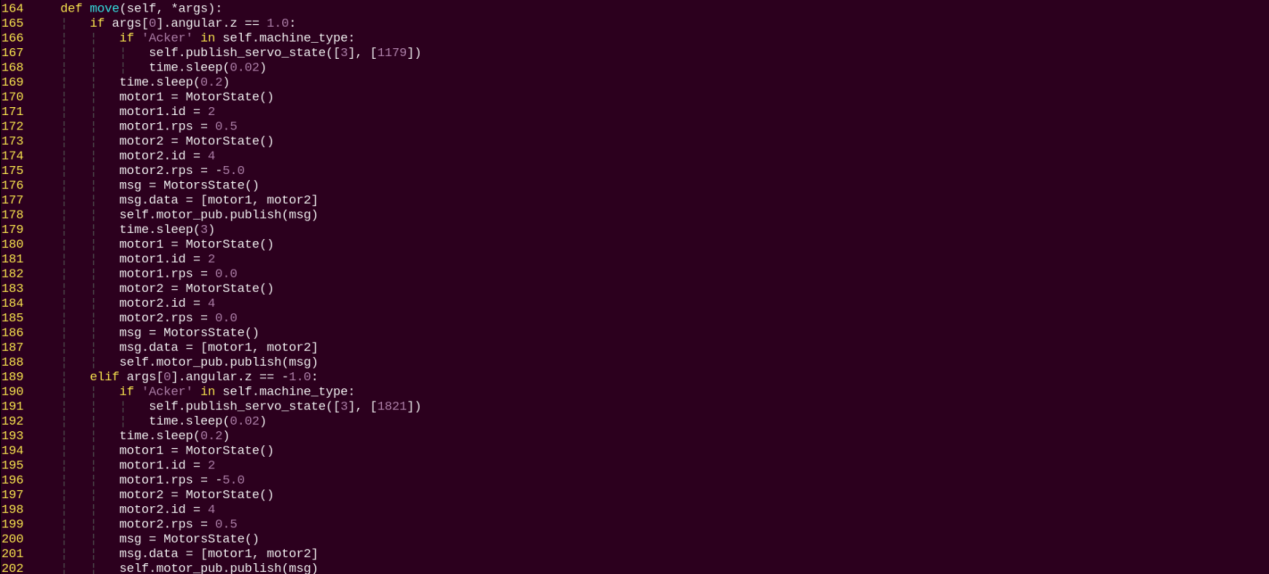 164     def move(self, *args):
165         if args[0].angular.z == 1.0:
166             if 'Acker' in self.machine_type:
167                 self.publish_servo_state([3], [1179])
168                 time.sleep(0.02)
169             time.sleep(0.2)
170             motor1 = MotorState()
171             motor1.id = 2
172             motor1.rps = 0.5
173             motor2 = MotorState()
174             motor2.id = 4
175             motor2.rps = -5.0
176             msg = MotorsState()
177             msg.data = [motor1, motor2]
178             self.motor_pub.publish(msg)
179             time.sleep(3)
180             motor1 = MotorState()
181             motor1.id = 2
182             motor1.rps = 0.0
183             motor2 = MotorState()
184             motor2.id = 4
185             motor2.rps = 0.0
186             msg = MotorsState()
187             msg.data = [motor1, motor2]
188             self.motor_pub.publish(msg)
189         elif args[0].angular.z == -1.0:
190             if 'Acker' in self.machine_type:
191                 self.publish_servo_state([3], [1821])
192                 time.sleep(0.02)
193             time.sleep(0.2)
194             motor1 = MotorState()
195             motor1.id = 2
196             motor1.rps = -5.0
197             motor2 = MotorState()
198             motor2.id = 4
199             motor2.rps = 0.5
200             msg = MotorsState()
201             msg.data = [motor1, motor2]
202             self.motor_pub.publish(msg)